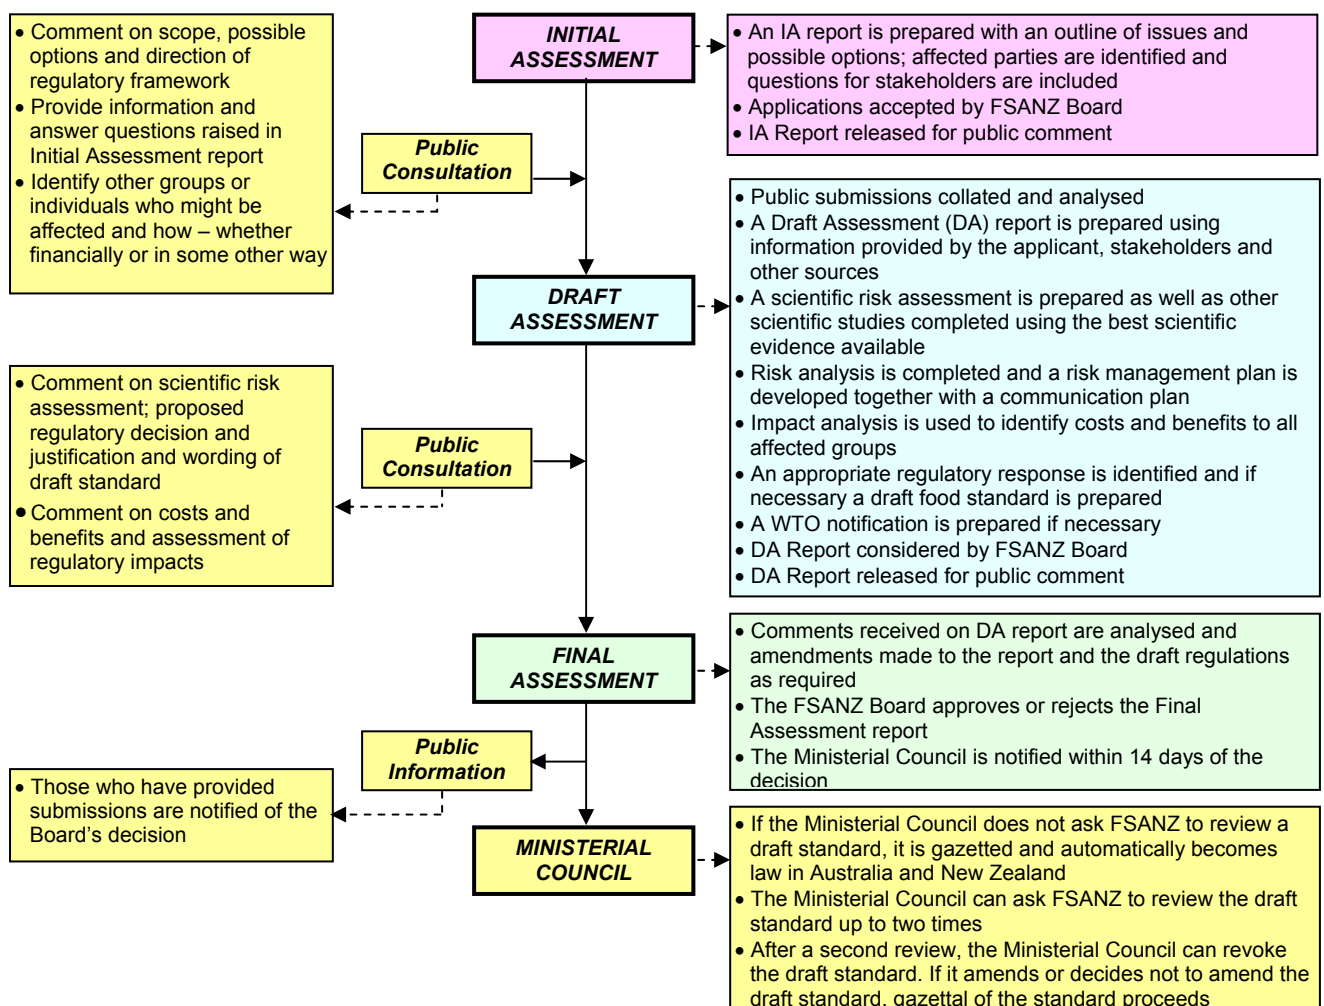 • Comment on scope, possible
options and direction of
regulatory framework
• Provide information and
answer questions raised in
Initial Assessment report
• Identify other groups or
individuals who might be
affected and how – whether
financially or in some other way
INITIAL
ASSESSMENT
• An IA report is prepared with an outline of issues and
possible options; affected parties are identified and
questions for stakeholders are included
• Applications accepted by FSANZ Board
• IA Report released for public comment
Public
Consultation
DRAFT
ASSESSMENT
• Public submissions collated and analysed
• A Draft Assessment (DA) report is prepared using
information provided by the applicant, stakeholders and
other sources
• A scientific risk assessment is prepared as well as other
scientific studies completed using the best scientific
evidence available
• Risk analysis is completed and a risk management plan is
developed together with a communication plan
• Impact analysis is used to identify costs and benefits to all
affected groups
• An appropriate regulatory response is identified and if
necessary a draft food standard is prepared
• A WTO notification is prepared if necessary
• DA Report considered by FSANZ Board
• DA Report released for public comment
• Comment on scientific risk
assessment; proposed
regulatory decision and
justification and wording of
draft standard
• Comment on costs and
benefits and assessment of
regulatory impacts
Public
Consultation
FINAL
ASSESSMENT
• Comments received on DA report are analysed and
amendments made to the report and the draft regulations
as required
• The FSANZ Board approves or rejects the Final
Assessment report
• The Ministerial Council is notified within 14 days of the
decision
Public
Information
• Those who have provided
submissions are notified of the
Board's decision
MINISTERIAL
COUNCIL
• If the Ministerial Council does not ask FSANZ to review a
draft standard, it is gazetted and automatically becomes
law in Australia and New Zealand
• The Ministerial Council can ask FSANZ to review the draft
standard up to two times
• After a second review, the Ministerial Council can revoke
the draft standard. If it amends or decides not to amend the
draft standard, gazettal of the standard proceeds